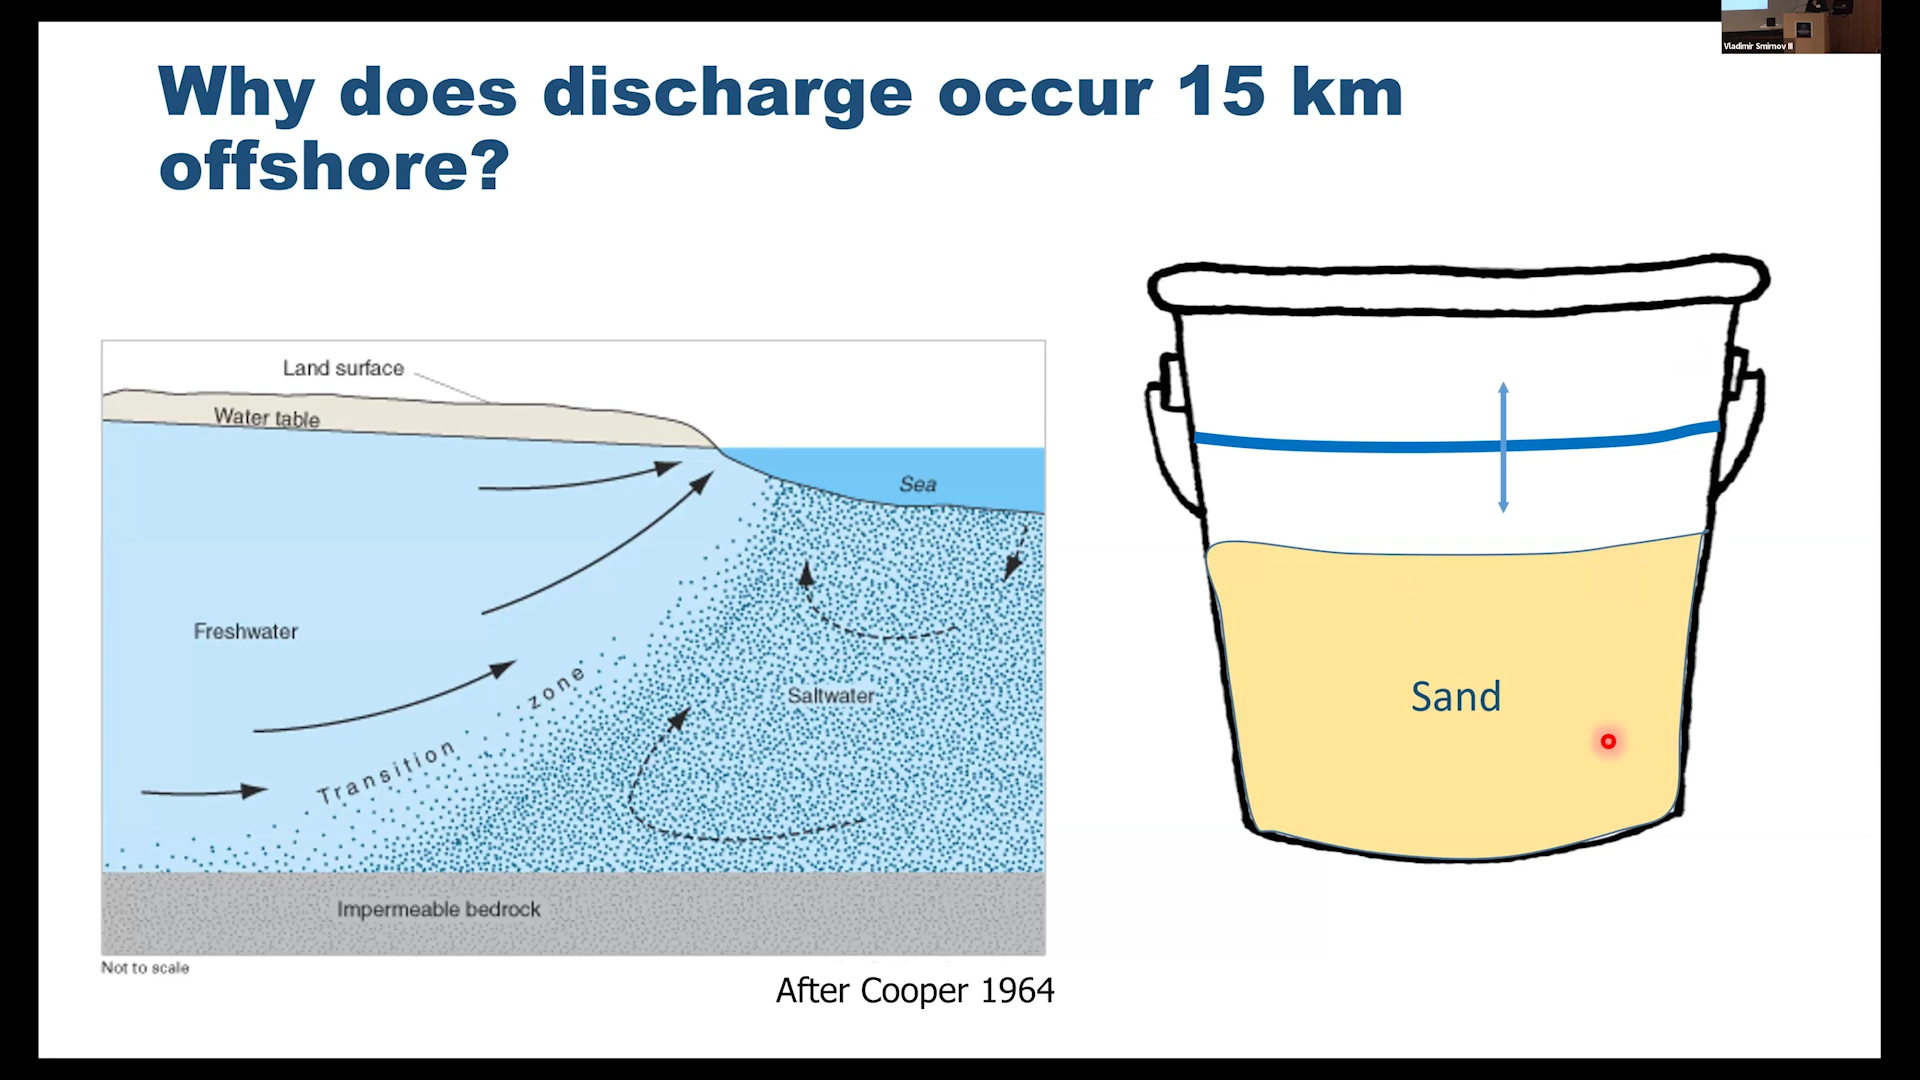 Vladimir Smirnov III
Why does discharge occur 15 km
offshore?
Land surface
Water table
Sea
Freshwater
Transition zone
Saltwater
Impermeable bedrock
Not to scale
After Cooper 1964
Sand